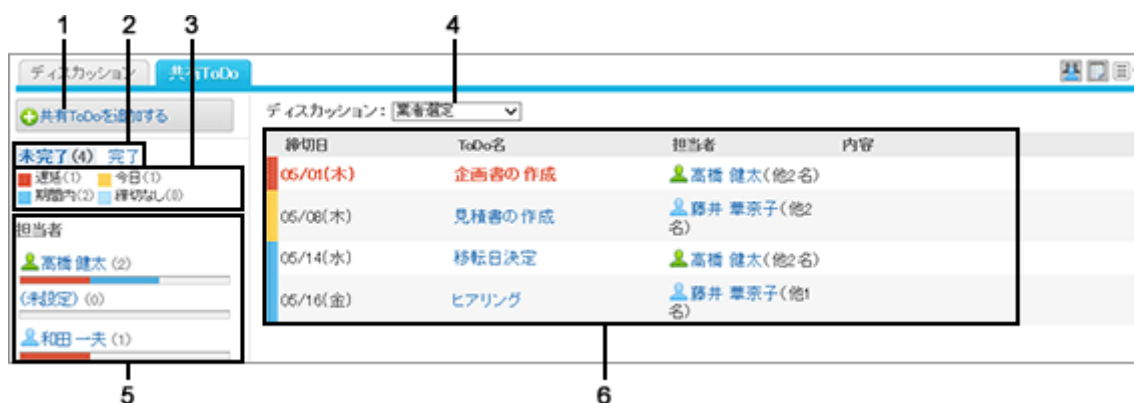 1 2 3 4
ディスカッション 共有ToDo
共有ToDoを追加する
ディスカッション: 業者選定
未完了(4) 完了
遅延(1) 今日(1)
期間内(2) 締切なし(0)
締切日 ToDo名 担当者 内容
05/01(木) 企画書の作成 高橋 健太(他2名)
05/08(木) 見積書の作成 藤井 華奈子(他2
名)
05/14(水) 移転日決定 高橋 健太(他2名)
05/16(金) ヒアリング 藤井 華奈子(他1
名)
担当者
高橋 健太 (2)
(未設定) (0)
和田 一夫 (1)
5 6